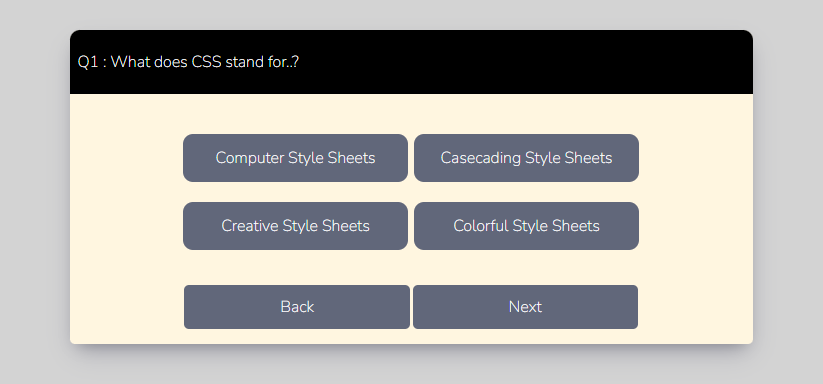 Q1 : What does CSS stand for..?
Computer Style Sheets Casecading Style Sheets
Creative Style Sheets Colorful Style Sheets
Back Next